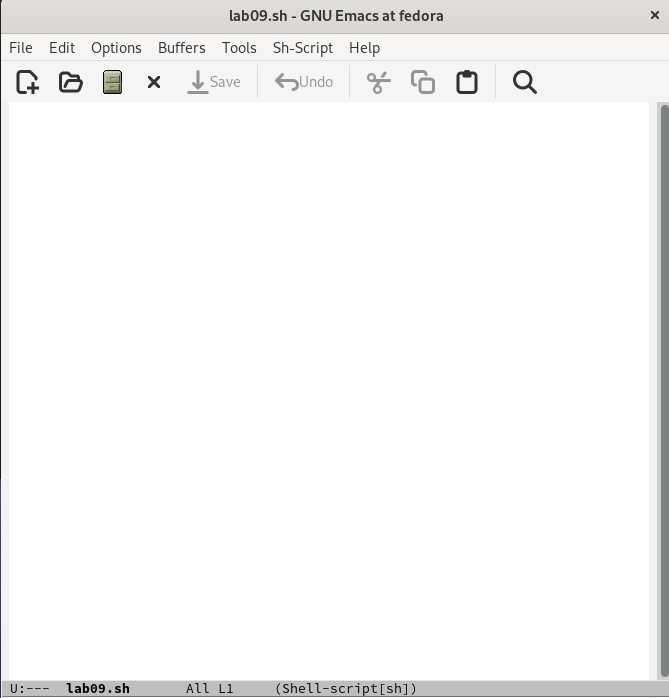 lab09.sh - GNU Emacs at fedora ×
File Edit Options Buffers Tools Sh-Script Help
Save Undo
U:--- lab09.sh All L1 (Shell-script[sh])